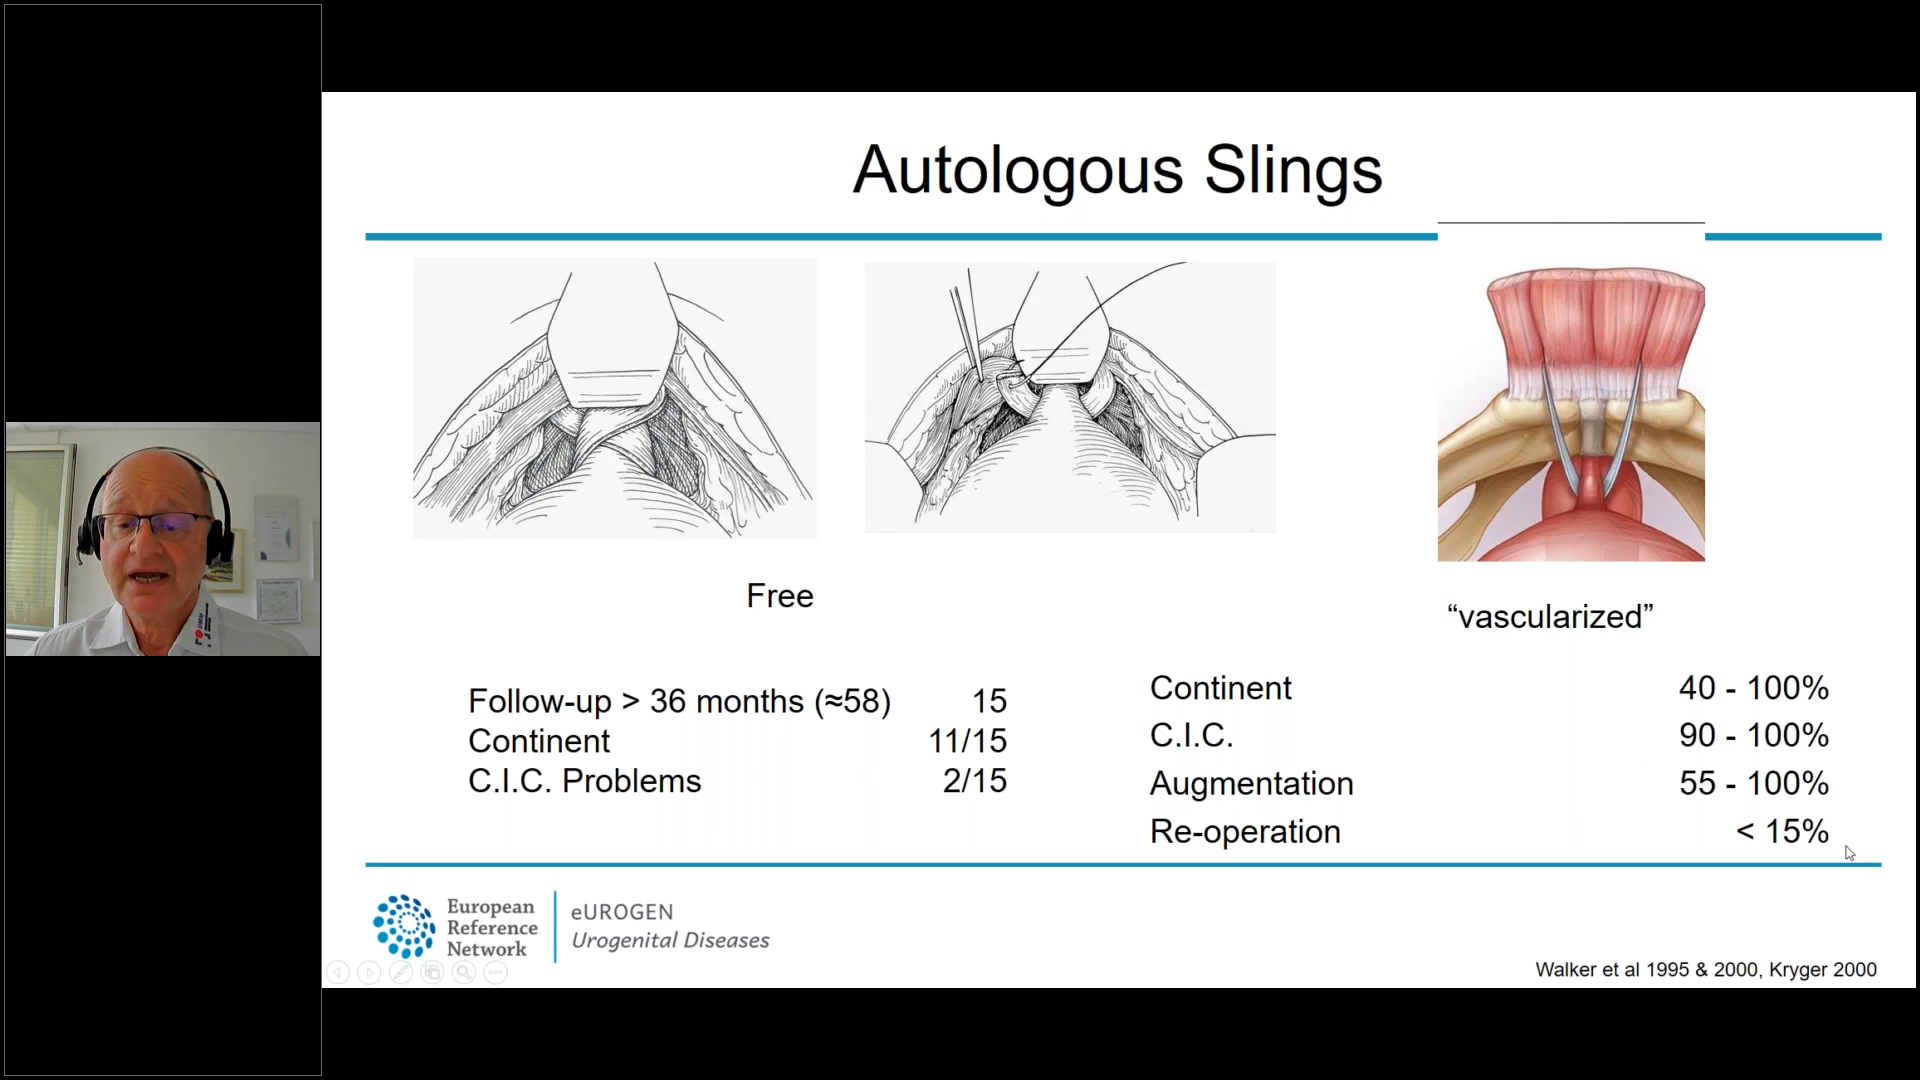 Autologous Slings
Free
“vascularized”
Follow-up > 36 months (≈58) 15
Continent 11/15
C.I.C. Problems 2/15
Continent 40 - 100%
C.I.C. 90 - 100%
Augmentation 55 - 100%
Re-operation < 15%
European
Reference
Network
eUROGEN
Urogenital Diseases
Walker et al 1995 & 2000, Kryger 2000